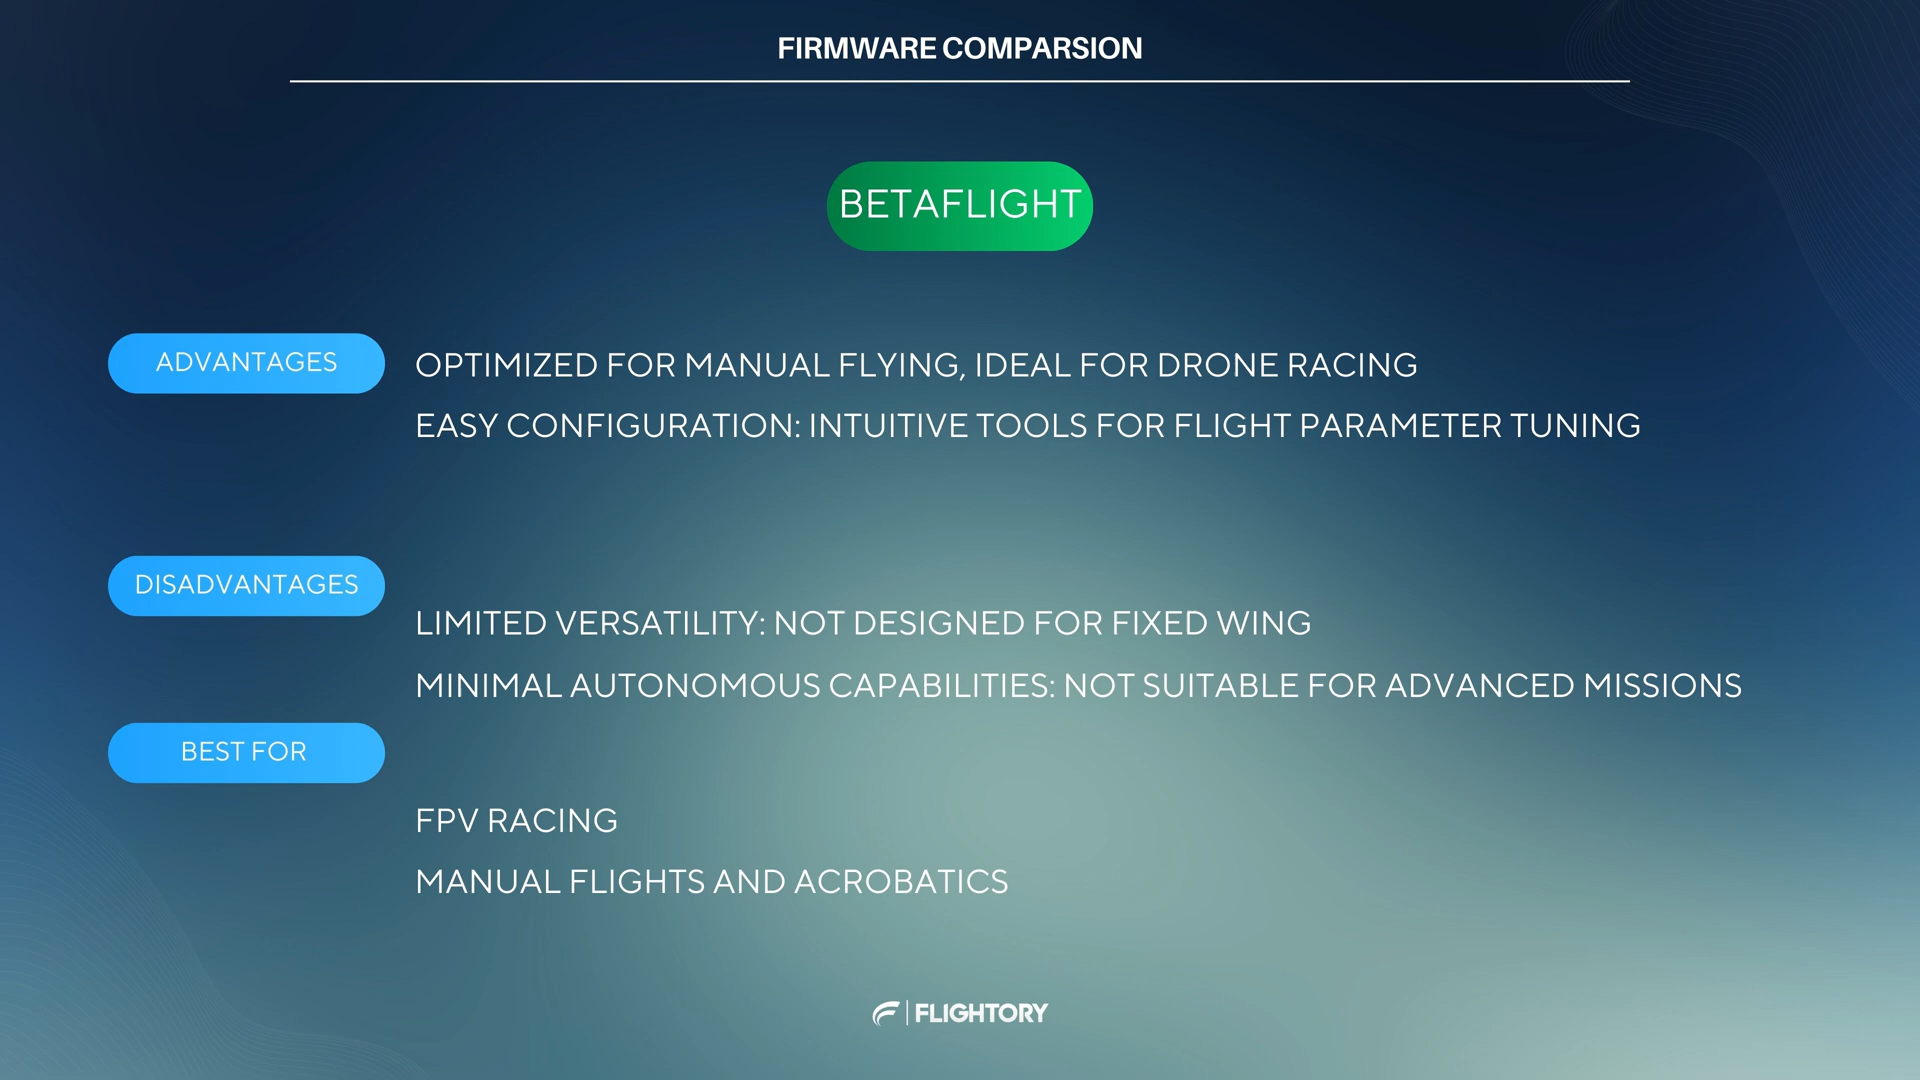 FIRMWARE COMPARSION
BETAFLIGHT
ADVANTAGES
OPTIMIZED FOR MANUAL FLYING, IDEAL FOR DRONE RACING
EASY CONFIGURATION: INTUITIVE TOOLS FOR FLIGHT PARAMETER TUNING
DISADVANTAGES
LIMITED VERSATILITY: NOT DESIGNED FOR FIXED WING
MINIMAL AUTONOMOUS CAPABILITIES: NOT SUITABLE FOR ADVANCED MISSIONS
BEST FOR
FPV RACING
MANUAL FLIGHTS AND ACROBATICS
FLIGHTORY